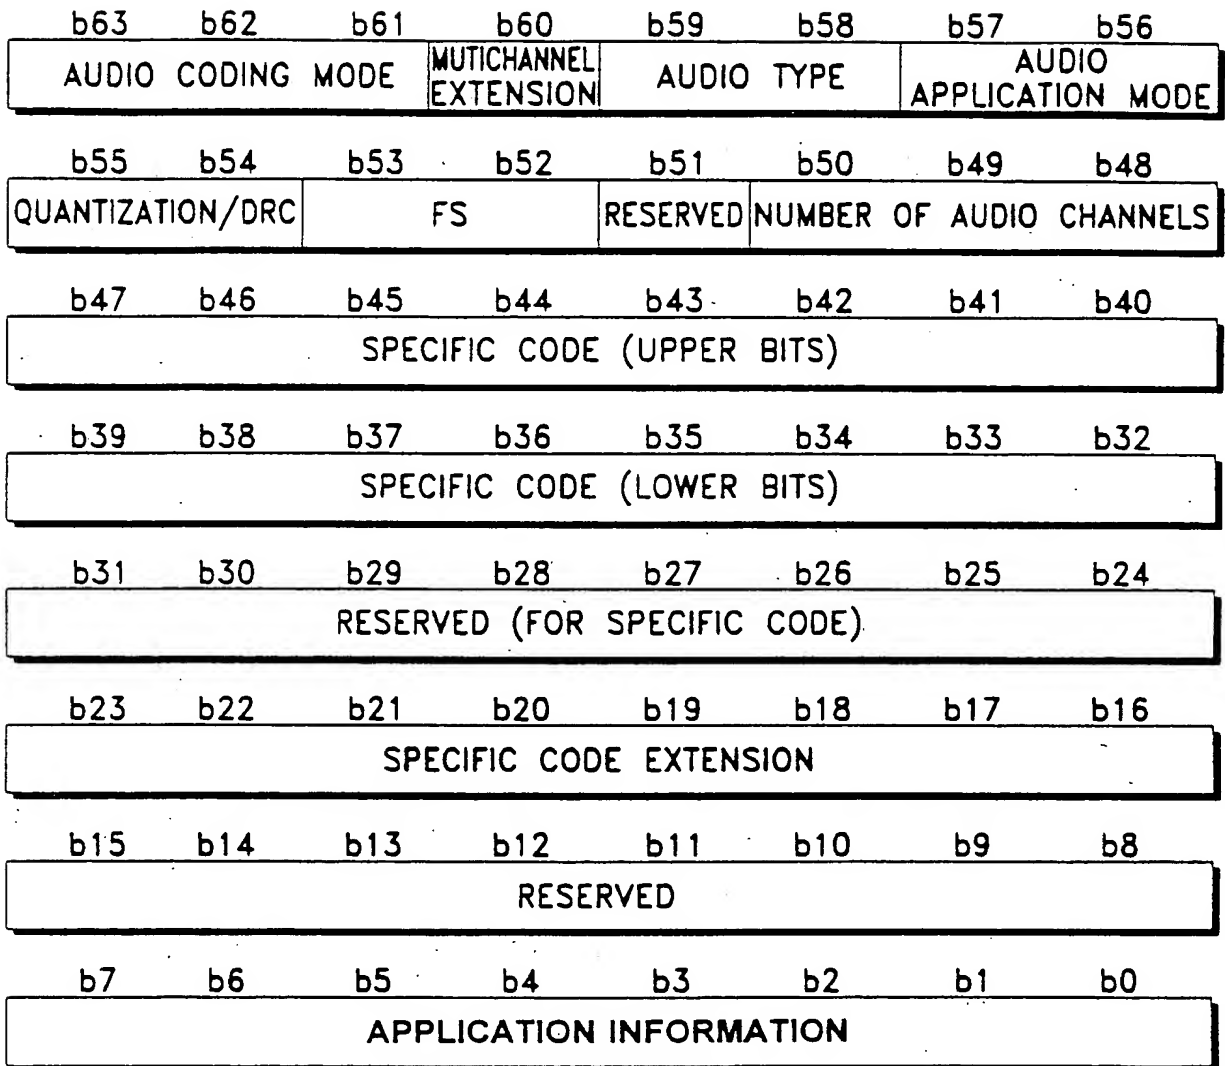 b63 b62 b61 b60 b59 b58 b57 b56
AUDIO CODING MODE MUTICHANNEL EXTENSION AUDIO TYPE AUDIO APPLICATION MODE
b55 b54 b53 b52 b51 b50 b49 b48
QUANTIZATION/DRC FS RESERVED NUMBER OF AUDIO CHANNELS
b47 b46 b45 b44 b43 b42 b41 b40
SPECIFIC CODE (UPPER BITS)
b39 b38 b37 b36 b35 b34 b33 b32
SPECIFIC CODE (LOWER BITS)
b31 b30 b29 b28 b27 b26 b25 b24
RESERVED (FOR SPECIFIC CODE)
b23 b22 b21 b20 b19 b18 b17 b16
SPECIFIC CODE EXTENSION
b15 b14 b13 b12 b11 b10 b9 b8
RESERVED
b7 b6 b5 b4 b3 b2 b1 b0
APPLICATION INFORMATION